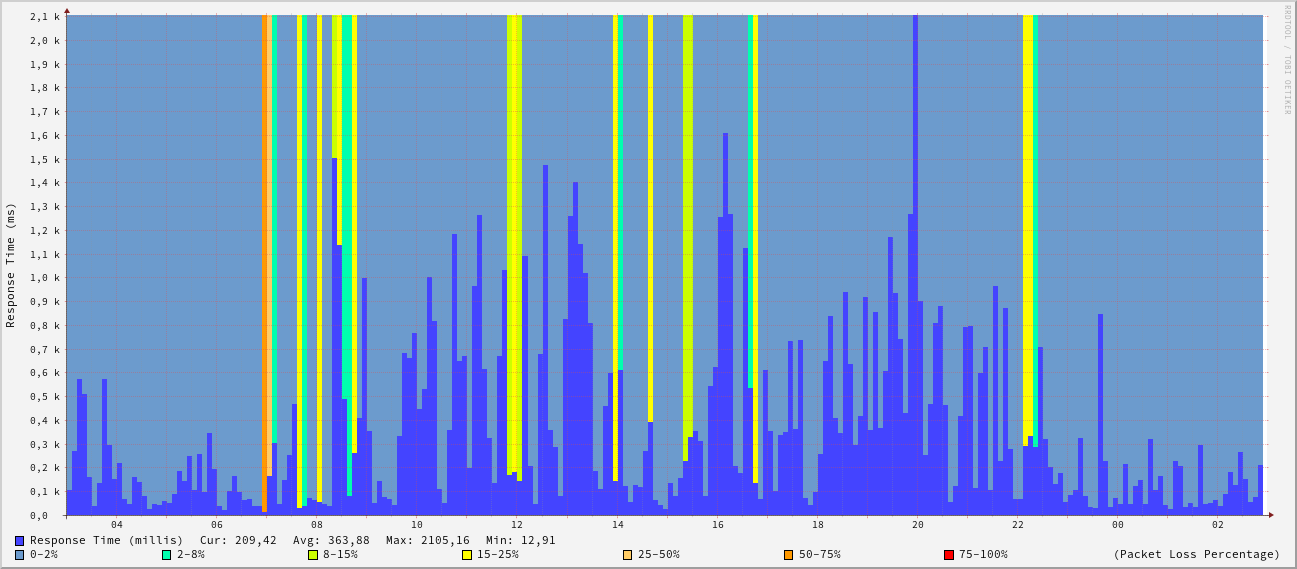 RRDTOOL / TOBI OETIKER
Response Time (ms)
2,1 k
2,0 k
1,9 k
1,8 k
1,7 k
1,6 k
1,5 k
1,4 k
1,3 k
1,2 k
1,1 k
1,0 k
0,9 k
0,8 k
0,7 k
0,6 k
0,5 k
0,4 k
0,3 k
0,2 k
0,1 k
0,0
04 06 08 10 12 14 16 18 20 22 00 02
Response Time (millis) Cur: 209,42 Avg: 363,88 Max: 2105,16 Min: 12,91
0-2% 2-8% 8-15% 15-25% 25-50% 50-75% 75-100% (Packet Loss Percentage)